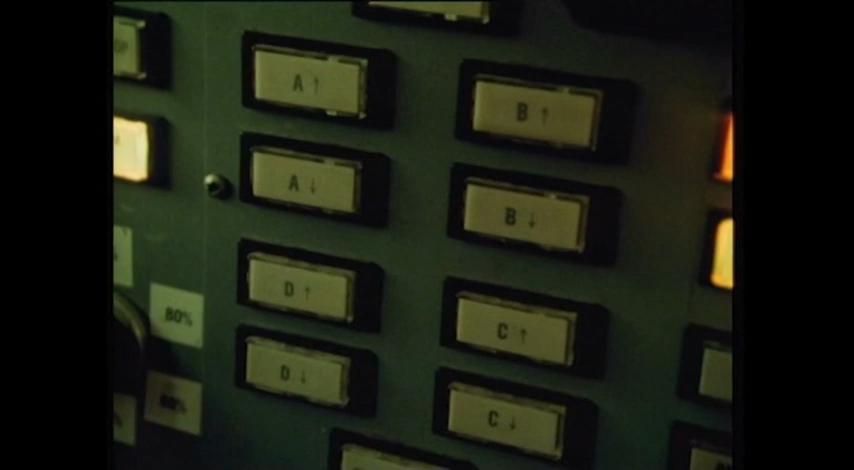 A ↑
B ↑
A ↓
B ↓
D ↑
C ↑
80%
D ↓
C ↓